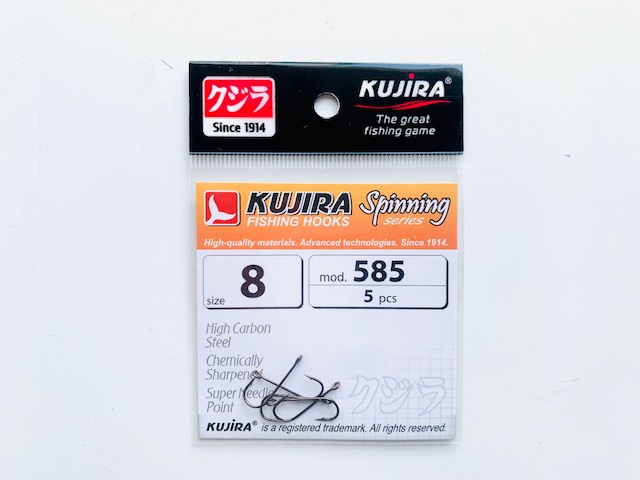 クジラ
Since 1914
KUJIRA®
The great
fishing game
KUJIRA
FISHING HOOKS
Spinning
series
High-quality materials. Advanced technologies. Since 1914.
size 8
mod. 585
5 pcs
High Carbon
Steel
Chemically
Sharpened
Super Needle
Point
クジラ
KUJIRA® is a registered trademark. All rights reserved.